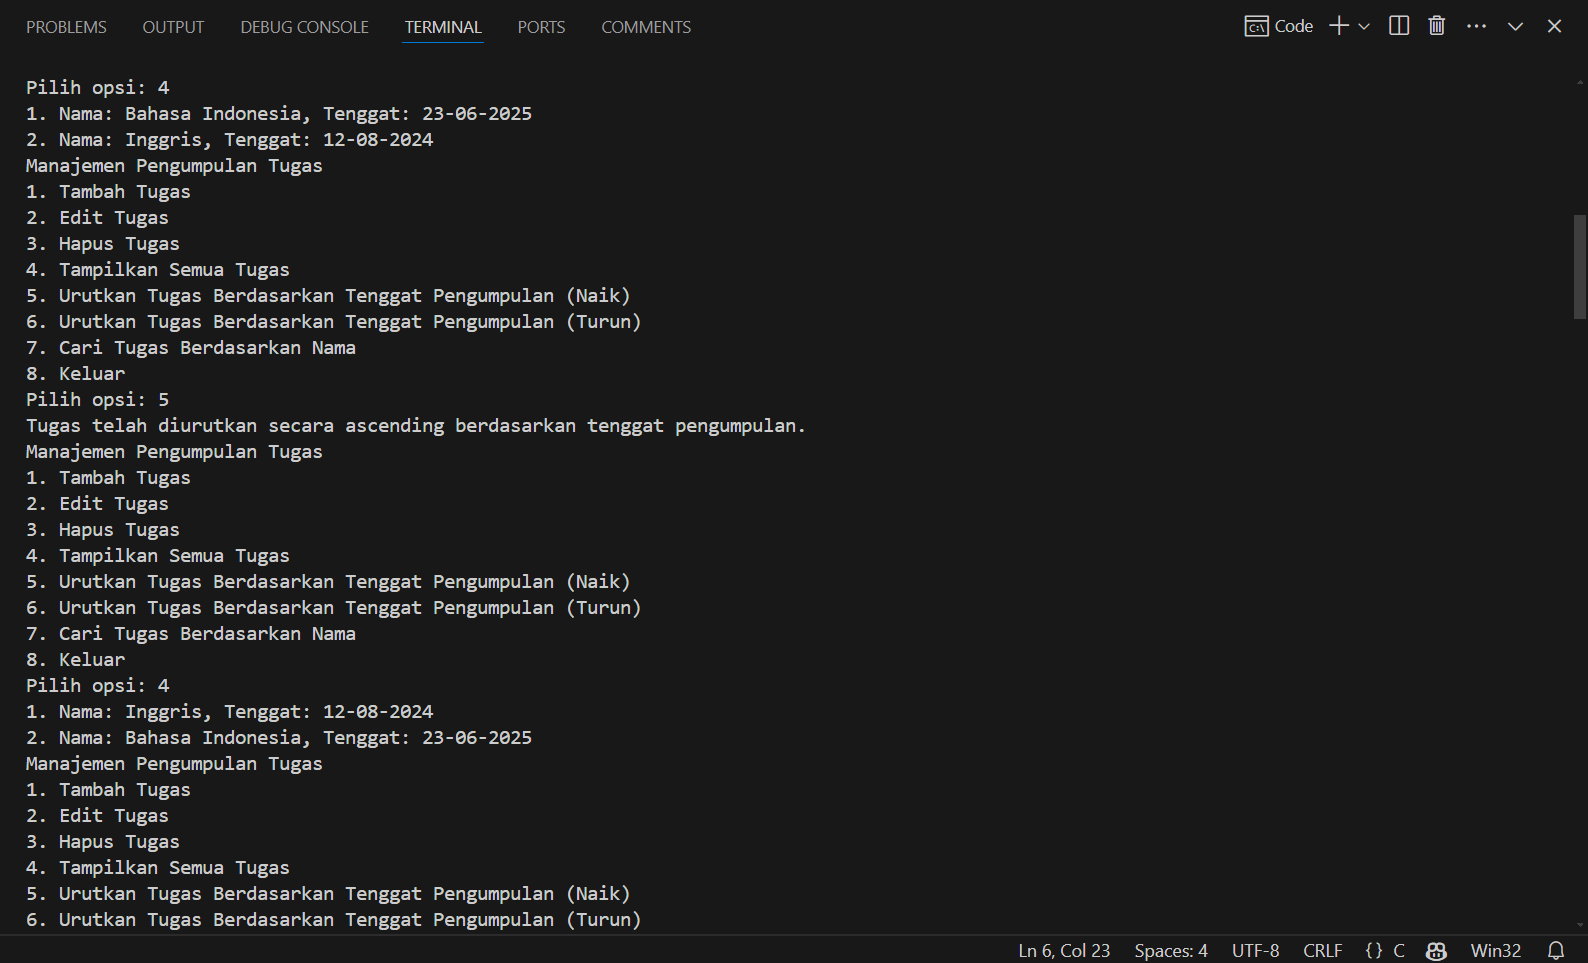 PROBLEMS OUTPUT DEBUG CONSOLE TERMINAL PORTS COMMENTS Code
Pilih opsi: 4
1. Nama: Bahasa Indonesia, Tenggat: 23-06-2025
2. Nama: Inggris, Tenggat: 12-08-2024
Manajemen Pengumpulan Tugas
1. Tambah Tugas
2. Edit Tugas
3. Hapus Tugas
4. Tampilkan Semua Tugas
5. Urutkan Tugas Berdasarkan Tenggat Pengumpulan (Naik)
6. Urutkan Tugas Berdasarkan Tenggat Pengumpulan (Turun)
7. Cari Tugas Berdasarkan Nama
8. Keluar
Pilih opsi: 5
Tugas telah diurutkan secara ascending berdasarkan tenggat pengumpulan.
Manajemen Pengumpulan Tugas
1. Tambah Tugas
2. Edit Tugas
3. Hapus Tugas
4. Tampilkan Semua Tugas
5. Urutkan Tugas Berdasarkan Tenggat Pengumpulan (Naik)
6. Urutkan Tugas Berdasarkan Tenggat Pengumpulan (Turun)
7. Cari Tugas Berdasarkan Nama
8. Keluar
Pilih opsi: 4
1. Nama: Inggris, Tenggat: 12-08-2024
2. Nama: Bahasa Indonesia, Tenggat: 23-06-2025
Manajemen Pengumpulan Tugas
1. Tambah Tugas
2. Edit Tugas
3. Hapus Tugas
4. Tampilkan Semua Tugas
5. Urutkan Tugas Berdasarkan Tenggat Pengumpulan (Naik)
6. Urutkan Tugas Berdasarkan Tenggat Pengumpulan (Turun)
Ln 6, Col 23 Spaces: 4 UTF-8 CRLF {} C Win32